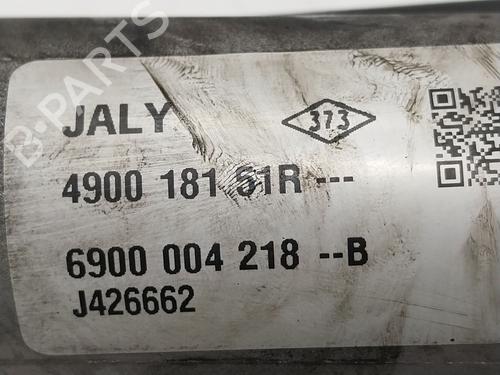 B-PARTS
JALY 373
4900 181 51R ---
6900 004 218 --B
J426662